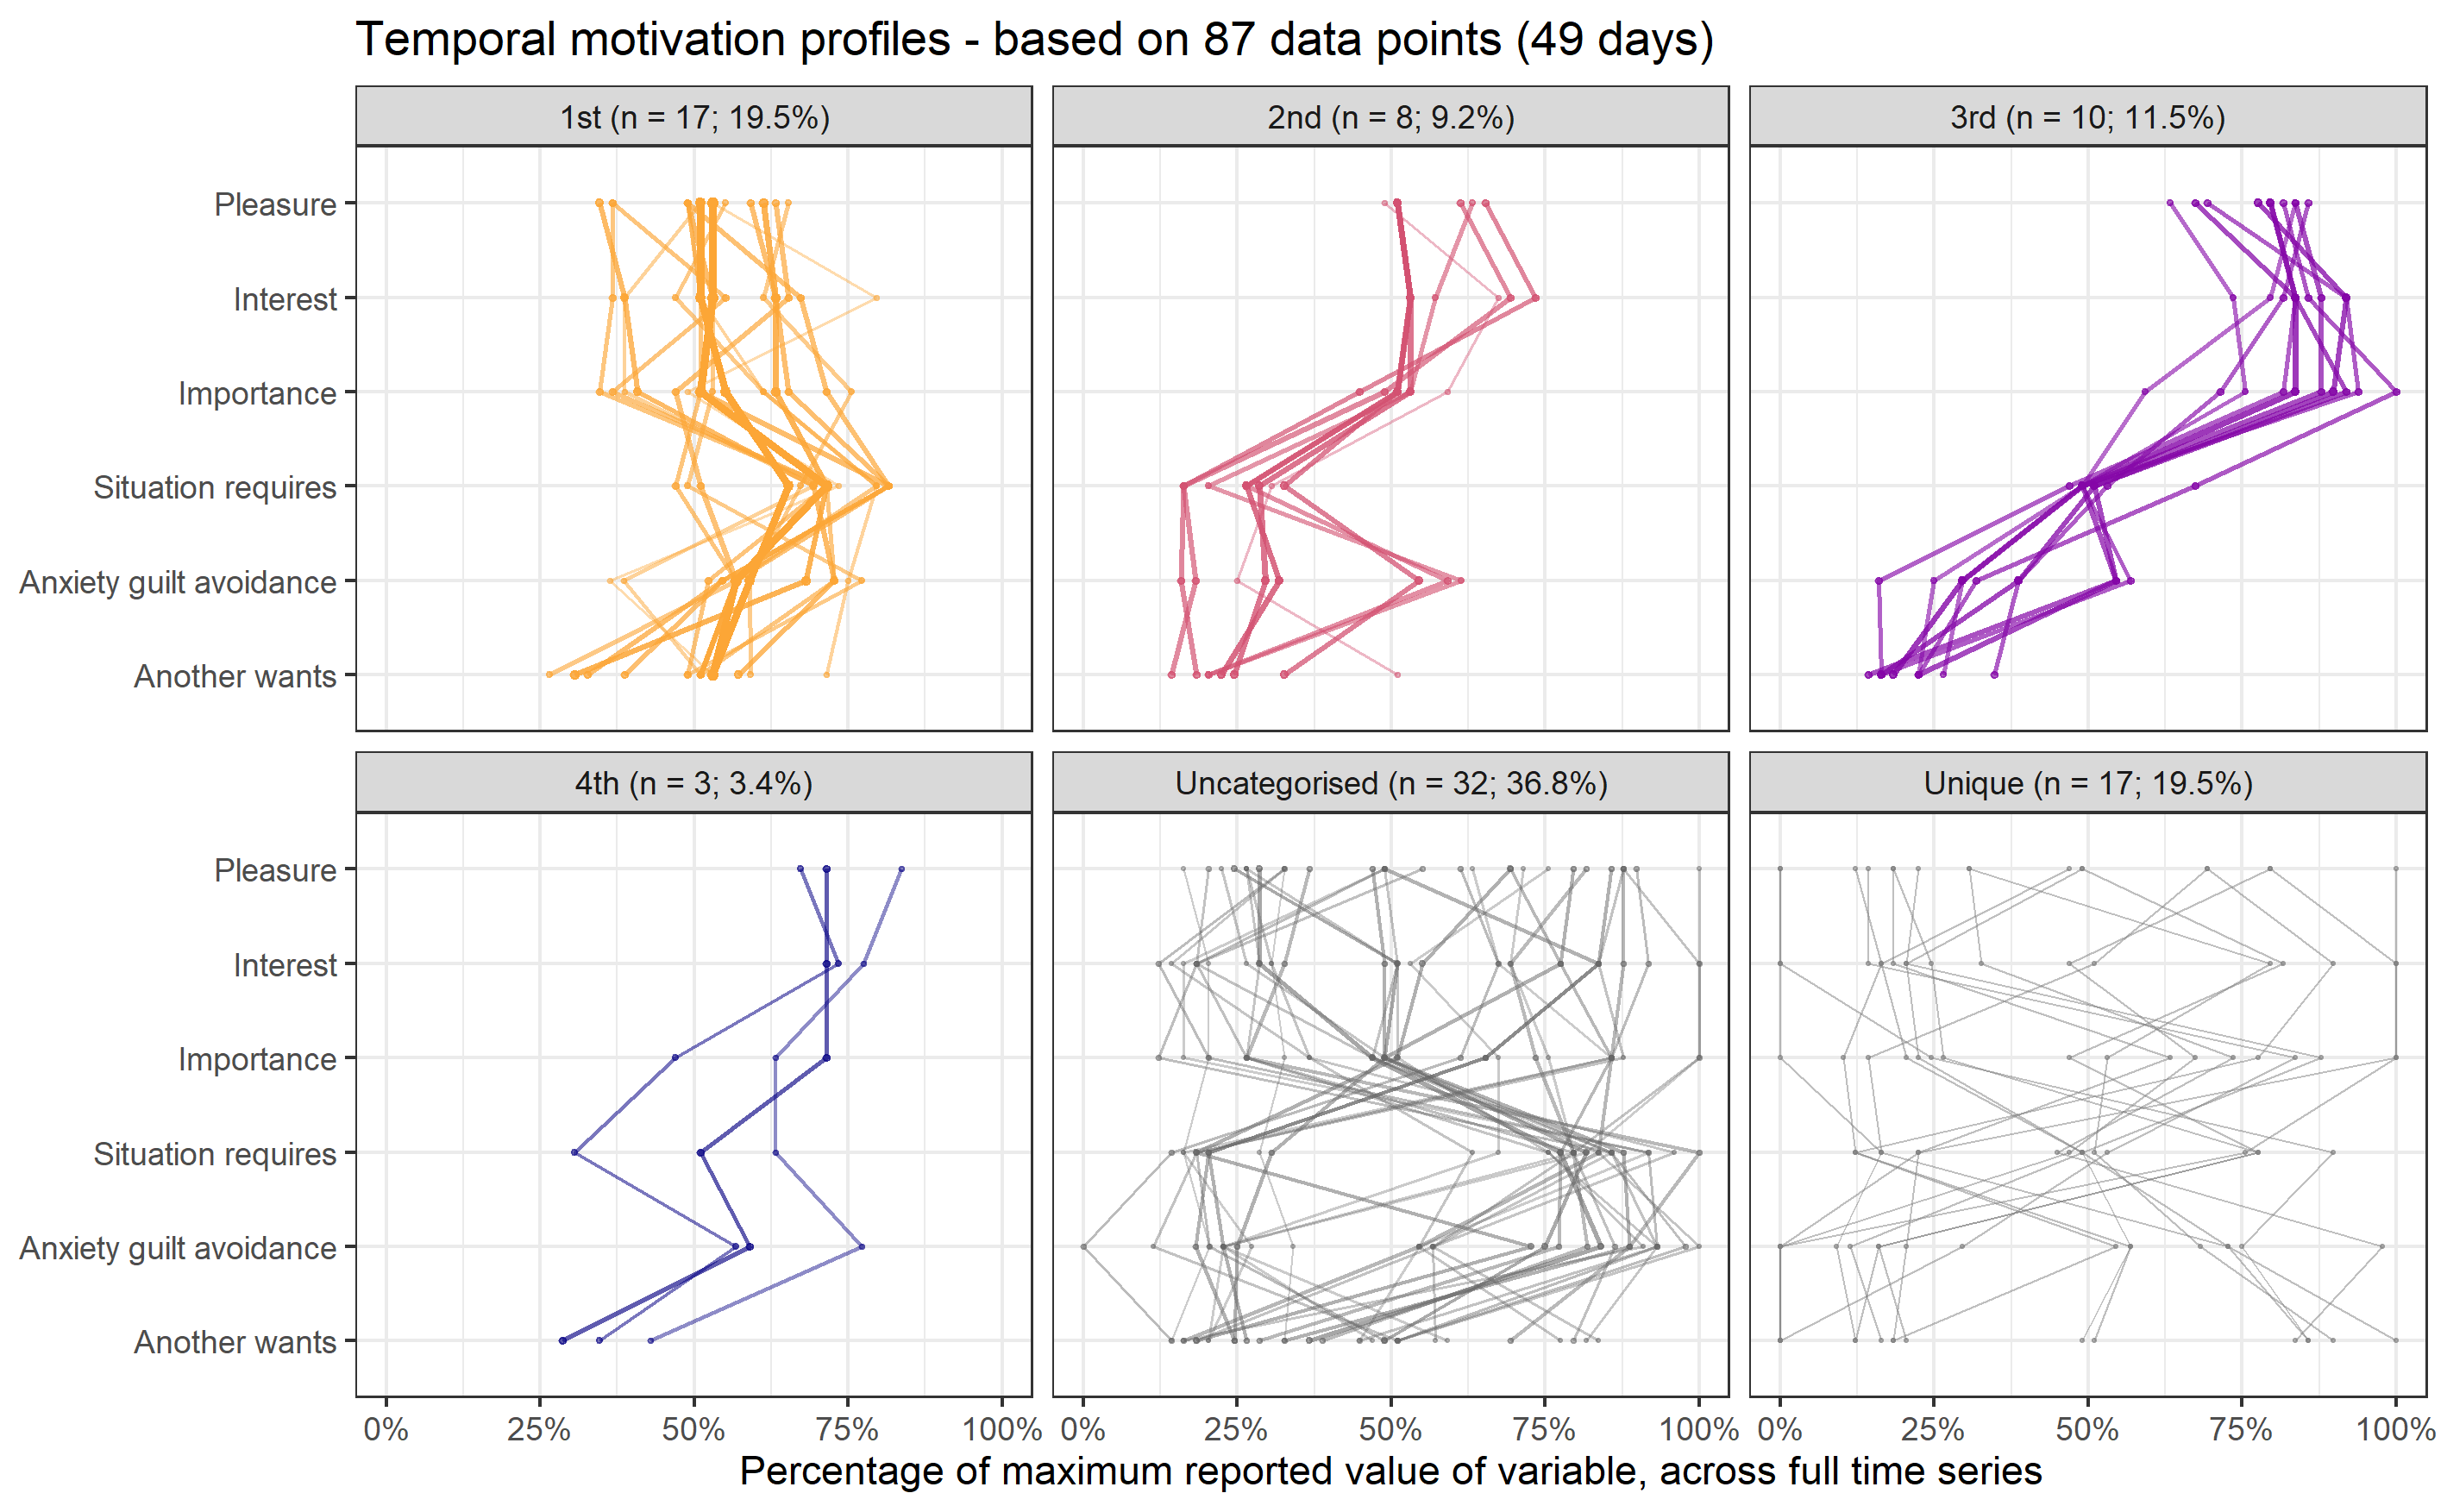 Temporal motivation profiles - based on 87 data points (49 days)
1st (n = 17; 19.5%)
2nd (n = 8; 9.2%)
3rd (n = 10; 11.5%)
Pleasure
Interest
Importance
Situation requires
Anxiety guilt avoidance
Another wants
4th (n = 3; 3.4%)
Uncategorised (n = 32; 36.8%)
Unique (n = 17; 19.5%)
Pleasure
Interest
Importance
Situation requires
Anxiety guilt avoidance
Another wants
0% 25% 50% 75% 100% 0% 25% 50% 75% 100% 0% 25% 50% 75% 100%
Percentage of maximum reported value of variable, across full time series